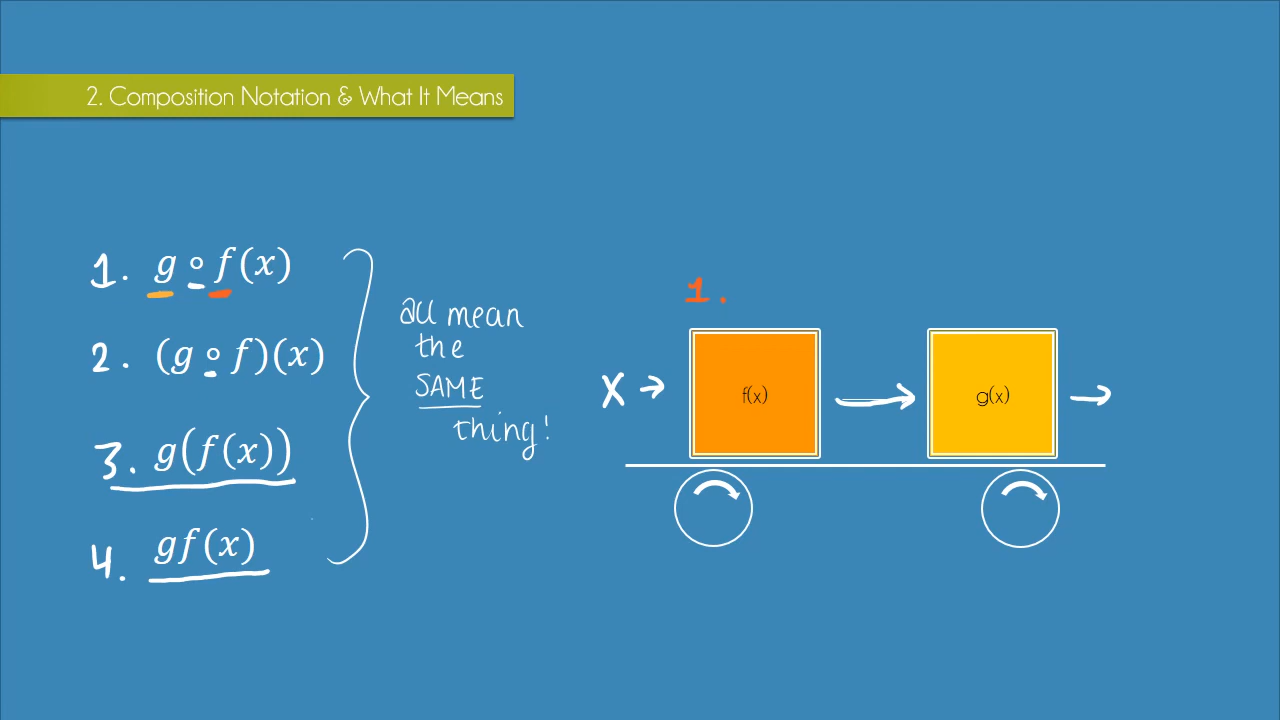 2. Composition Notation & What It Means
1. g ∘ f(x)
2. (g ∘ f)(x)
3. g(f(x))
4. gf(x)
all mean
the
SAME
thing!
1.
X → f(x) → g(x) →